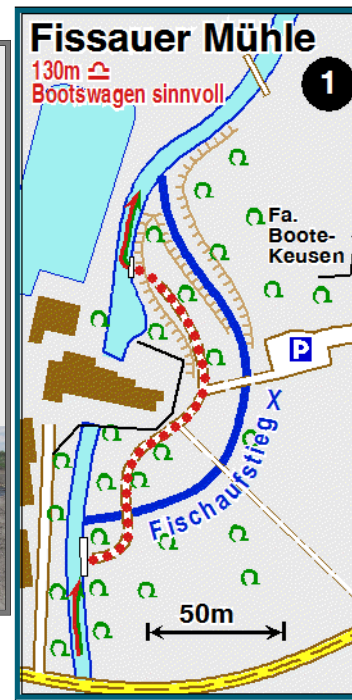 Fissauer Mühle
130m
Bootswagen sinnvoll
1
Fa.
Boote-
Keusen
P
Fischaufstieg X
50m